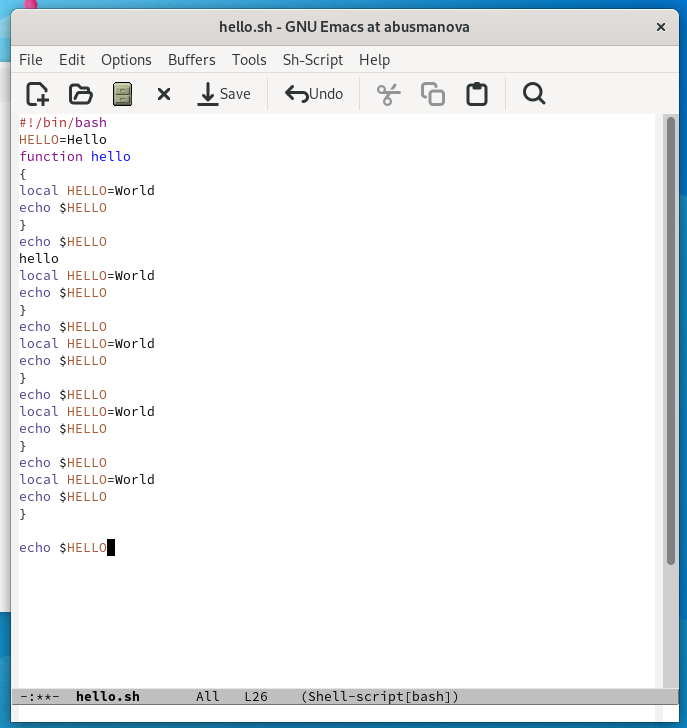 hello.sh - GNU Emacs at abusmanova
File Edit Options Buffers Tools Sh-Script Help
Save Undo
#!/bin/bash
HELLO=Hello
function hello
{
local HELLO=World
echo $HELLO
}
echo $HELLO
hello
local HELLO=World
echo $HELLO
}
echo $HELLO
local HELLO=World
echo $HELLO
}
echo $HELLO
local HELLO=World
echo $HELLO
}
echo $HELLO
local HELLO=World
echo $HELLO
}
echo $HELLO
-:**- hello.sh All L26 (Shell-script[bash])